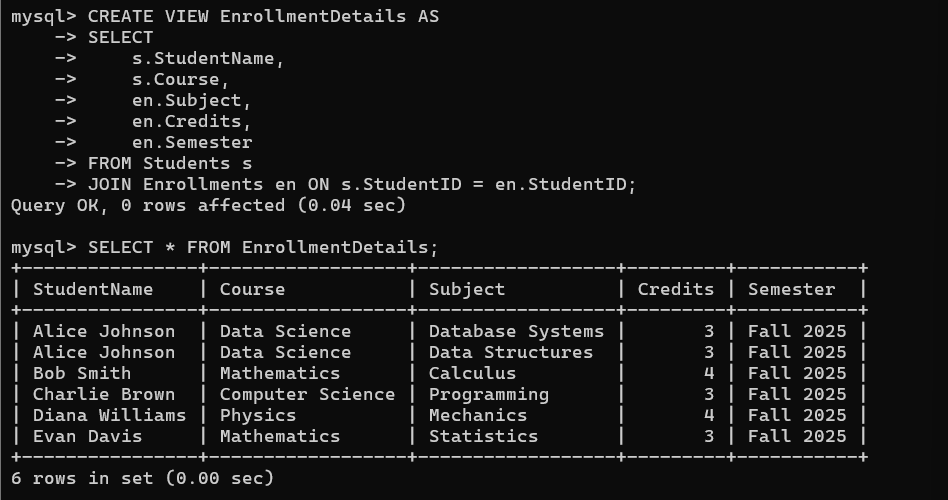 mysql> CREATE VIEW EnrollmentDetails AS
    -> SELECT
    ->     s.StudentName,
    ->     s.Course,
    ->     en.Subject,
    ->     en.Credits,
    ->     en.Semester
    -> FROM Students s
    -> JOIN Enrollments en ON s.StudentID = en.StudentID;
Query OK, 0 rows affected (0.04 sec)

mysql> SELECT * FROM EnrollmentDetails;
+----------------+------------------+------------------+---------+-----------+
| StudentName    | Course           | Subject          | Credits | Semester  |
+----------------+------------------+------------------+---------+-----------+
| Alice Johnson  | Data Science     | Database Systems |       3 | Fall 2025 |
| Alice Johnson  | Data Science     | Data Structures  |       3 | Fall 2025 |
| Bob Smith      | Mathematics      | Calculus         |       4 | Fall 2025 |
| Charlie Brown  | Computer Science | Programming      |       3 | Fall 2025 |
| Diana Williams | Physics          | Mechanics        |       4 | Fall 2025 |
| Evan Davis     | Mathematics      | Statistics       |       3 | Fall 2025 |
+----------------+------------------+------------------+---------+-----------+
6 rows in set (0.00 sec)